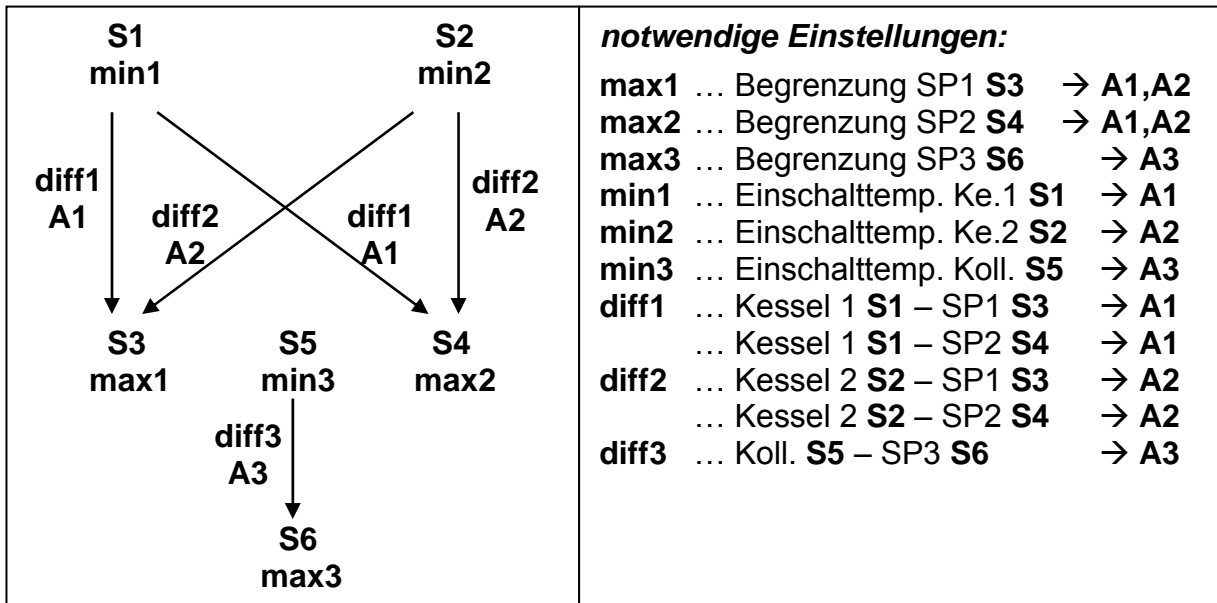 S1
min1
S2
min2
diff1
A1
diff2
A2
diff1
A1
diff2
A2
S3
max1
S5
min3
S4
max2
diff3
A3
S6
max3
notwendige Einstellungen:
max1 … Begrenzung SP1 S3 → A1,A2
max2 … Begrenzung SP2 S4 → A1,A2
max3 … Begrenzung SP3 S6 → A3
min1 … Einschalttemp. Ke.1 S1 → A1
min2 … Einschalttemp. Ke.2 S2 → A2
min3 … Einschalttemp. Koll. S5 → A3
diff1 … Kessel 1 S1 – SP1 S3 → A1
… Kessel 1 S1 – SP2 S4 → A1
diff2 … Kessel 2 S2 – SP1 S3 → A2
… Kessel 2 S2 – SP2 S4 → A2
diff3 … Koll. S5 – SP3 S6 → A3